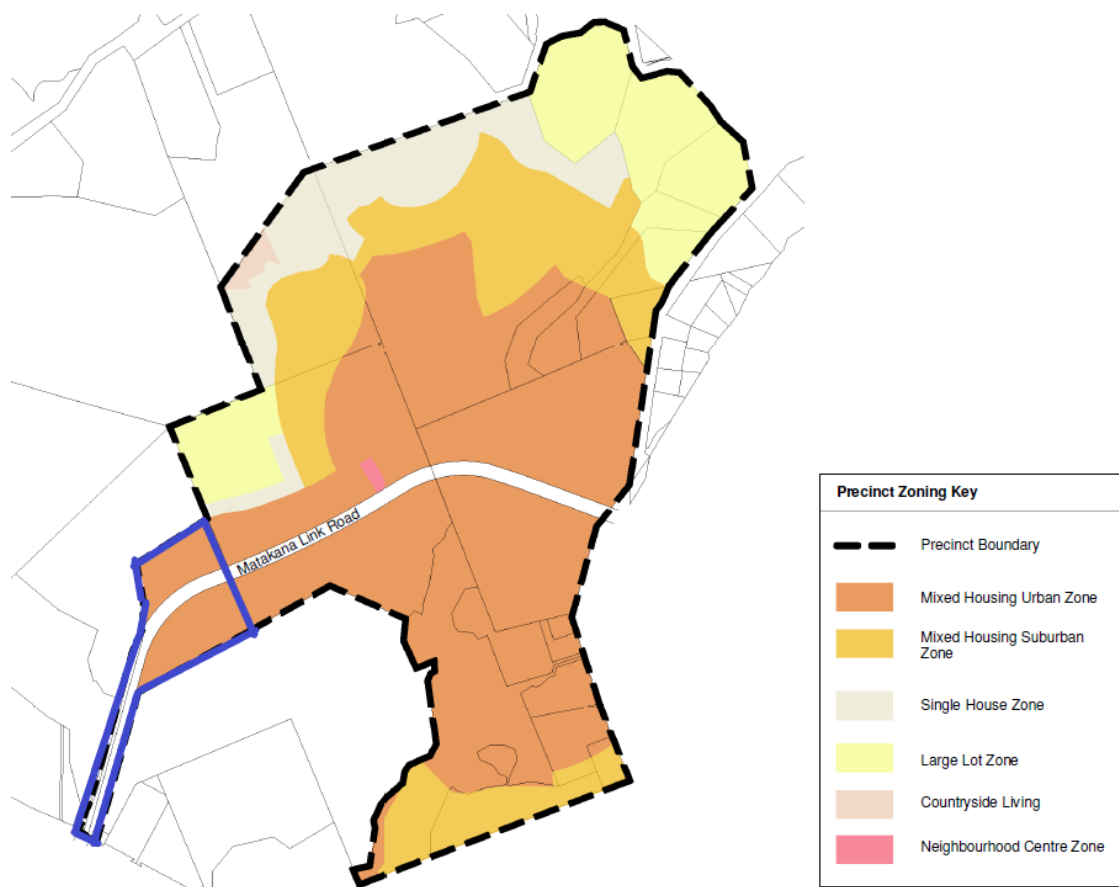 Matakana Link Road
Precinct Zoning Key
Precinct Boundary
Mixed Housing Urban Zone
Mixed Housing Suburban
Zone
Single House Zone
Large Lot Zone
Countryside Living
Neighbourhood Centre Zone